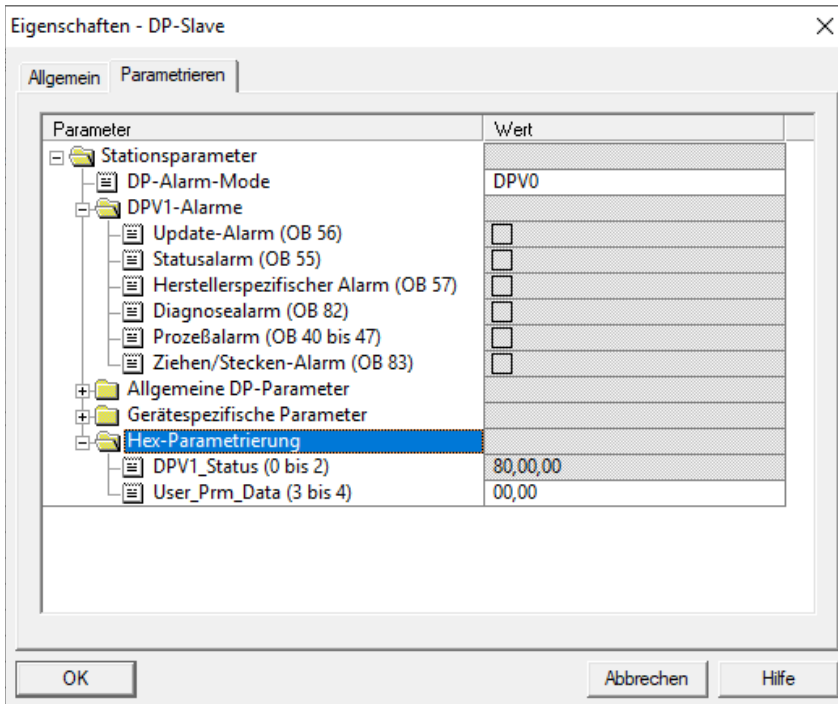 Eigenschaften - DP-Slave
Allgemein Parametrieren
Parameter Wert
Stationsparameter
DP-Alarm-Mode DPV0
DPV1-Alarme
Update-Alarm (OB 56)
Statusalarm (OB 55)
Herstellerspezifischer Alarm (OB 57)
Diagnosealarm (OB 82)
Prozeßalarm (OB 40 bis 47)
Ziehen/Stecken-Alarm (OB 83)
Allgemeine DP-Parameter
Gerätespezifische Parameter
Hex-Parametrierung
DPV1_Status (0 bis 2) 80,00,00
User_Prm_Data (3 bis 4) 00,00
OK Abbrechen Hilfe